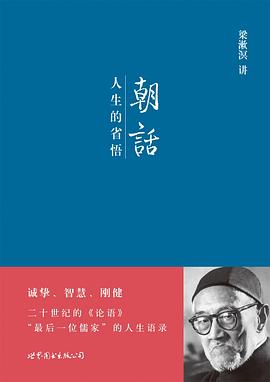 梁漱溟 讲
朝話
人生的省悟
诚挚、智慧、刚健
二十世纪的《论语》
“最后一位儒家”的人生语录
世界图书出版公司